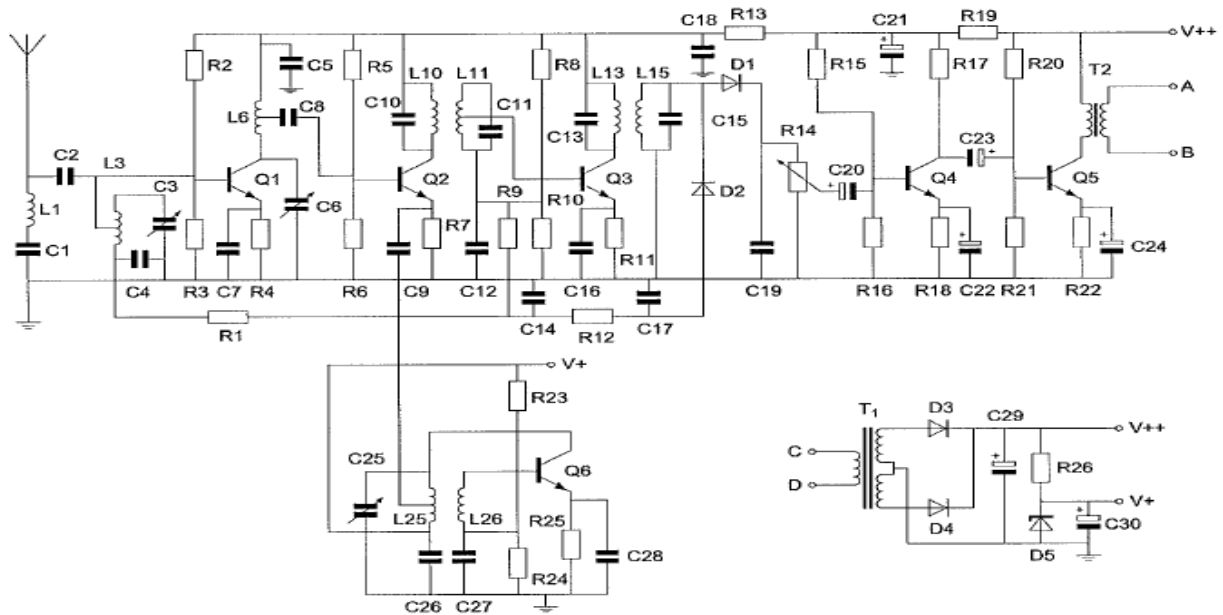 C18 R13 C21 R19
V++
R2 C5 R5 L10 L11 R8 L13 L15 D1 R15 R17 R20 T2
C8 C10 C11 A
L6 C13 C15 R14 C23
C2 L3 C20 B
C3 Q1 Q2 R9 Q3 Q4 Q5
L1 C6 R7 R10 D2
C1 R11 C24
C4 R3 C7 R4 R6 C9 C12 C16 C19 R16 R18 C22 R21 R22
R1 C14 R12 C17
V+
R23
T1 D3 C29
V++
C25 Q6 C R26
D V+
L25 L26 R25 D4 C30
R24 C28 D5
C26 C27